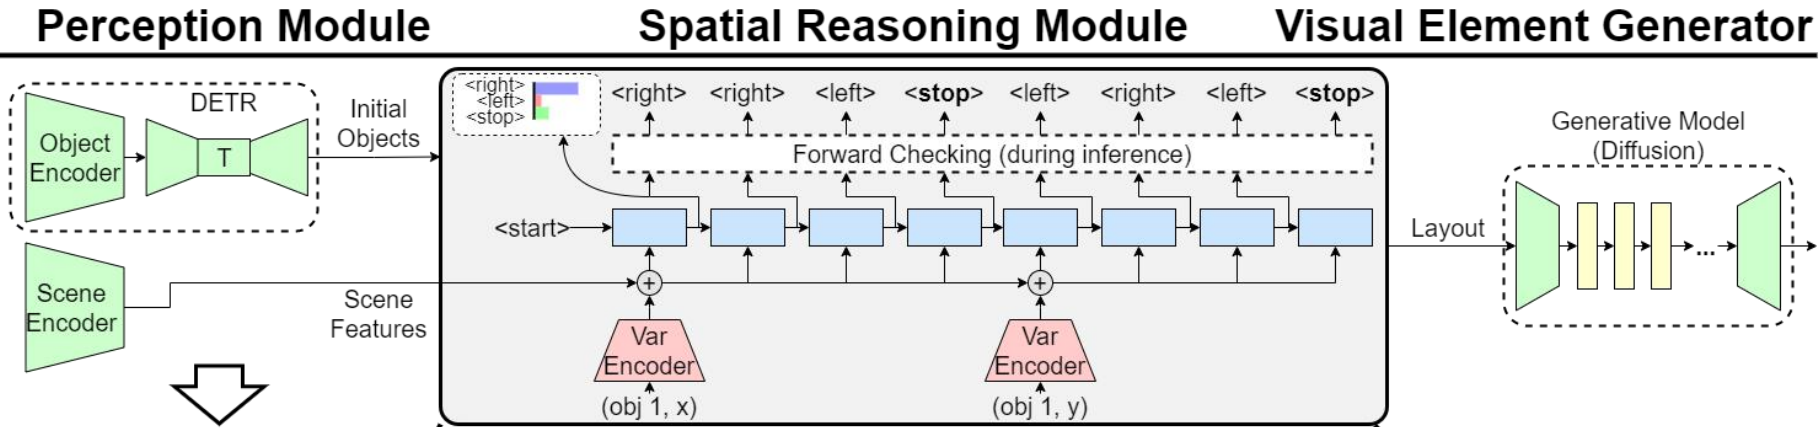 Perception Module
Spatial Reasoning Module
Visual Element Generator
DETR
Object
Encoder
T
Initial
Objects
Scene
Encoder
Scene
Features
<right>
<left>
<stop>
<right> <right> <left> <stop> <left> <right> <left> <stop>
Forward Checking (during inference)
<start>
+
+
Var
Encoder
Var
Encoder
(obj 1, x)
(obj 1, y)
Layout
Generative Model
(Diffusion)
...